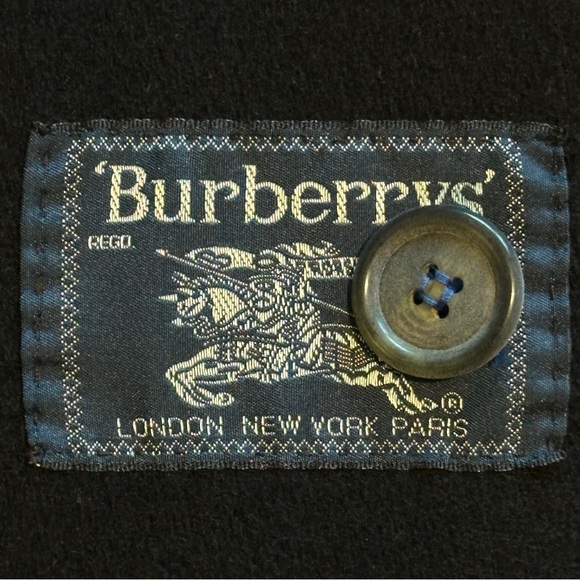 'Burberrys'
REGD.
LONDON NEW YORK PARIS
®